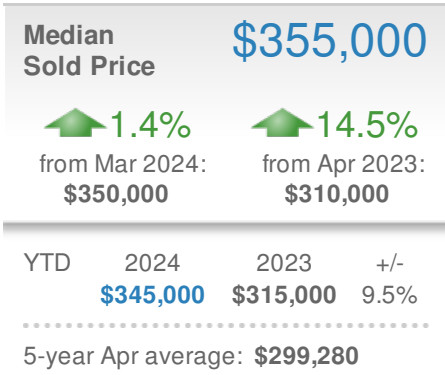 Median
Sold Price
$355,000
1.4%
14.5%
from Mar 2024:
from Apr 2023:
$350,000
$310,000
YTD 2024 2023 +/-
$345,000 $315,000 9.5%
5-year Apr average: $299,280